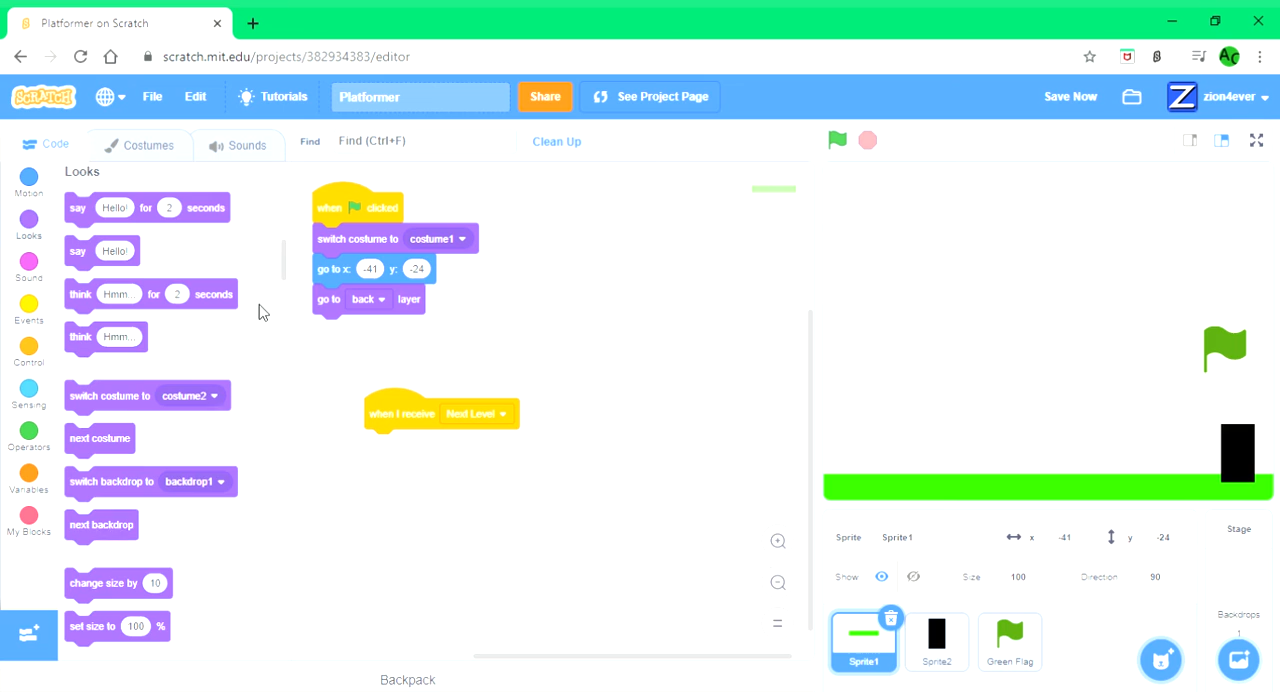 Platformer on Scratch
scratch.mit.edu/projects/382934383/editor
SCRATCH File Edit Tutorials Platformer Share See Project Page Save Now zion4ever
Code Costumes Sounds Find Find (Ctrl+F) Clean Up
Motion
Looks
Sound
Events
Control
Sensing
Operators
Variables
My Blocks
Looks
say Hello! for 2 seconds
say Hello!
think Hmm... for 2 seconds
think Hmm...
switch costume to costume2
next costume
switch backdrop to backdrop1
next backdrop
change size by 10
set size to 100 %
when clicked
switch costume to costume1
go to x: -41 y: -24
go to back layer
when I receive Next Level
Backpack
Sprite Sprite1 x -41 y -24
Show Size 100 Direction 90
Sprite1 Sprite2 Green Flag
Stage
Backdrops
1